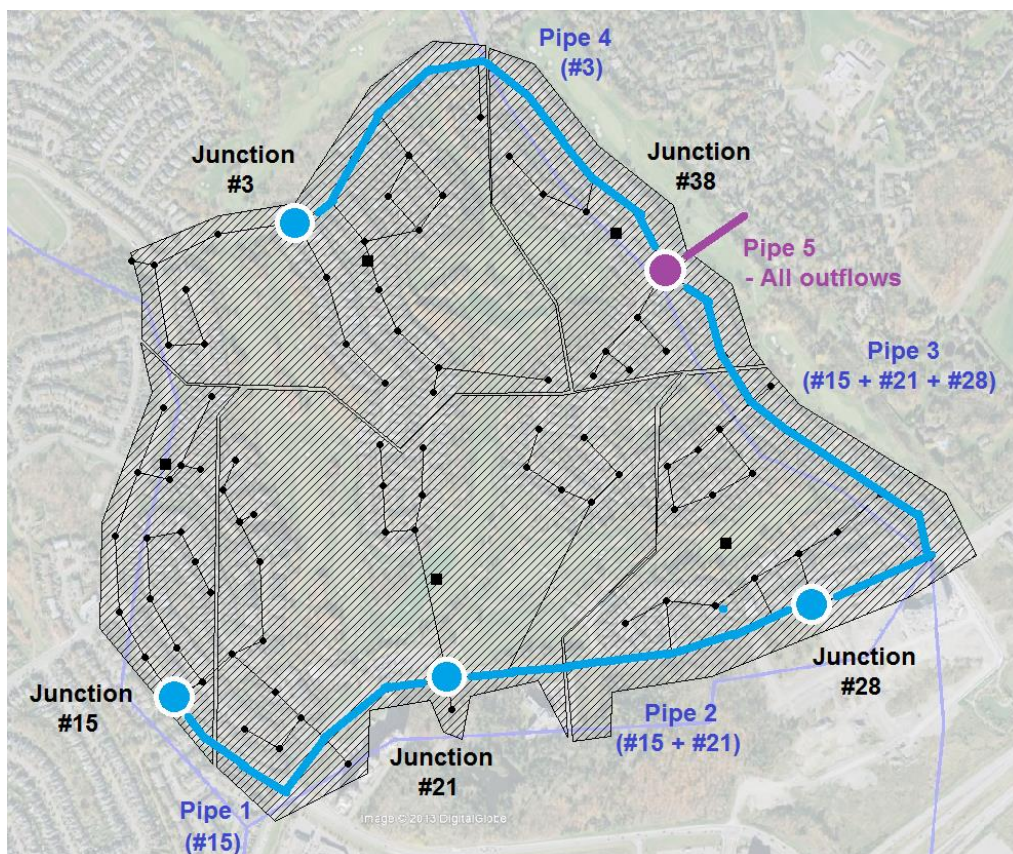 Pipe 4
(#3)
Junction
#3
Junction
#38
Pipe 5
- All outflows
Pipe 3
(#15 + #21 + #28)
Junction
#15
Junction
#21
Pipe 2
(#15 + #21)
Junction
#28
Pipe 1
(#15)
Image © 2013 DigitalGlobe